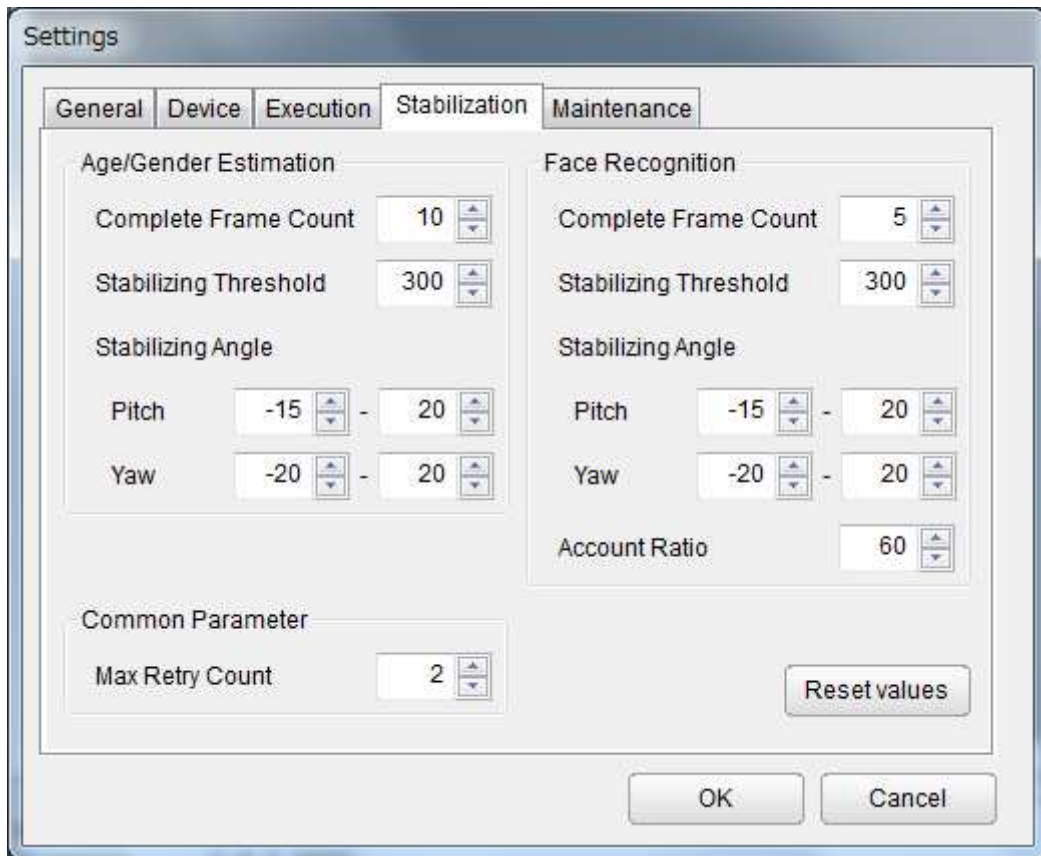 Settings
General Device Execution Stabilization Maintenance
Age/Gender Estimation
Complete Frame Count 10
Stabilizing Threshold 300
Stabilizing Angle
Pitch -15 - 20
Yaw -20 - 20
Face Recognition
Complete Frame Count 5
Stabilizing Threshold 300
Stabilizing Angle
Pitch -15 - 20
Yaw -20 - 20
Account Ratio 60
Common Parameter
Max Retry Count 2
Reset values
OK Cancel